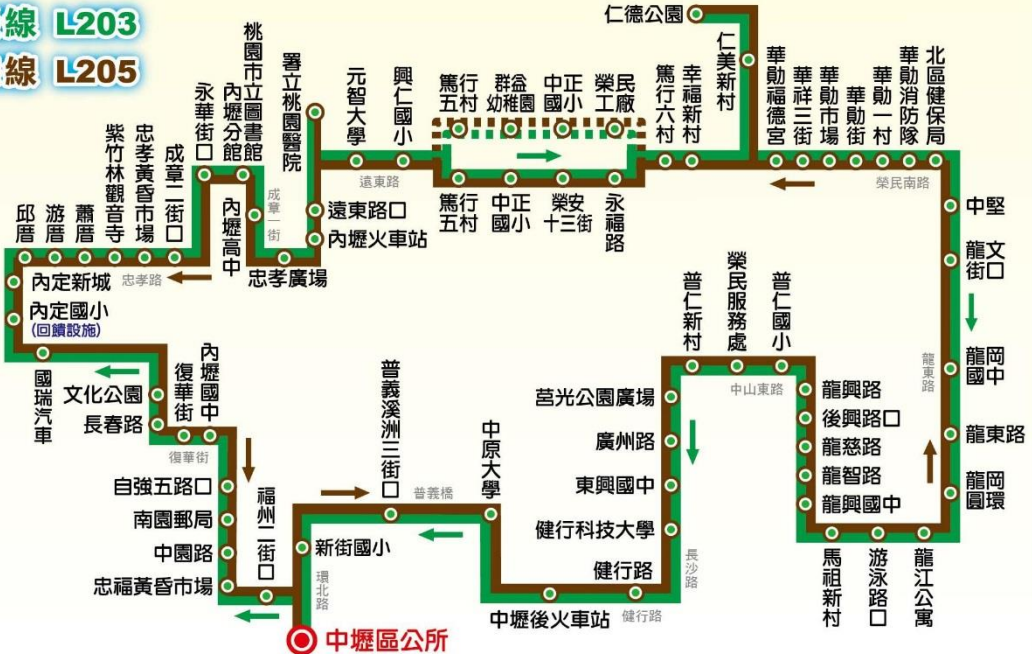 線 L203
線 L205
仁德公園
仁美新村
桃園市立圖書館
內壢分館
永華街口
署立桃園醫院
元智大學
興仁國小
篤行五村
群益幼稚園
中正國小
榮民工廠
篤行六村
幸福新村
華勛福德宮
華祥三街
華勛市場
華勛街
華勛一村
華勛消防隊
北區健保局
紫竹林觀音寺
忠孝黃昏市場
成章二街口
邱厝
游厝
蕭厝
成章一街
內壢高中
忠孝廣場
遠東路口
內壢火車站
遠東路
篤行五村
中正國小
榮安十三街
永福路
榮民南路
中堅
龍文街口
內定新城
忠孝路
內定國小
(回饋設施)
國瑞汽車
文化公園
長春路
復華街
內壢國中
復華街
自強五路口
南園郵局
中園路
忠福黃昏市場
福州二街口
普義溪洲三街口
普義橋
中原大學
新街國小
環北路
中壢區公所
普仁新村
榮民服務處
普仁國小
中山東路
莒光公園廣場
廣州路
東興國中
健行科技大學
健行路
長沙路
中壢後火車站
健行路
龍興路
後興路口
龍慈路
龍智路
龍興國中
馬祖新村
游泳路口
龍江公寓
龍東路
龍岡國中
龍東路
龍岡圓環